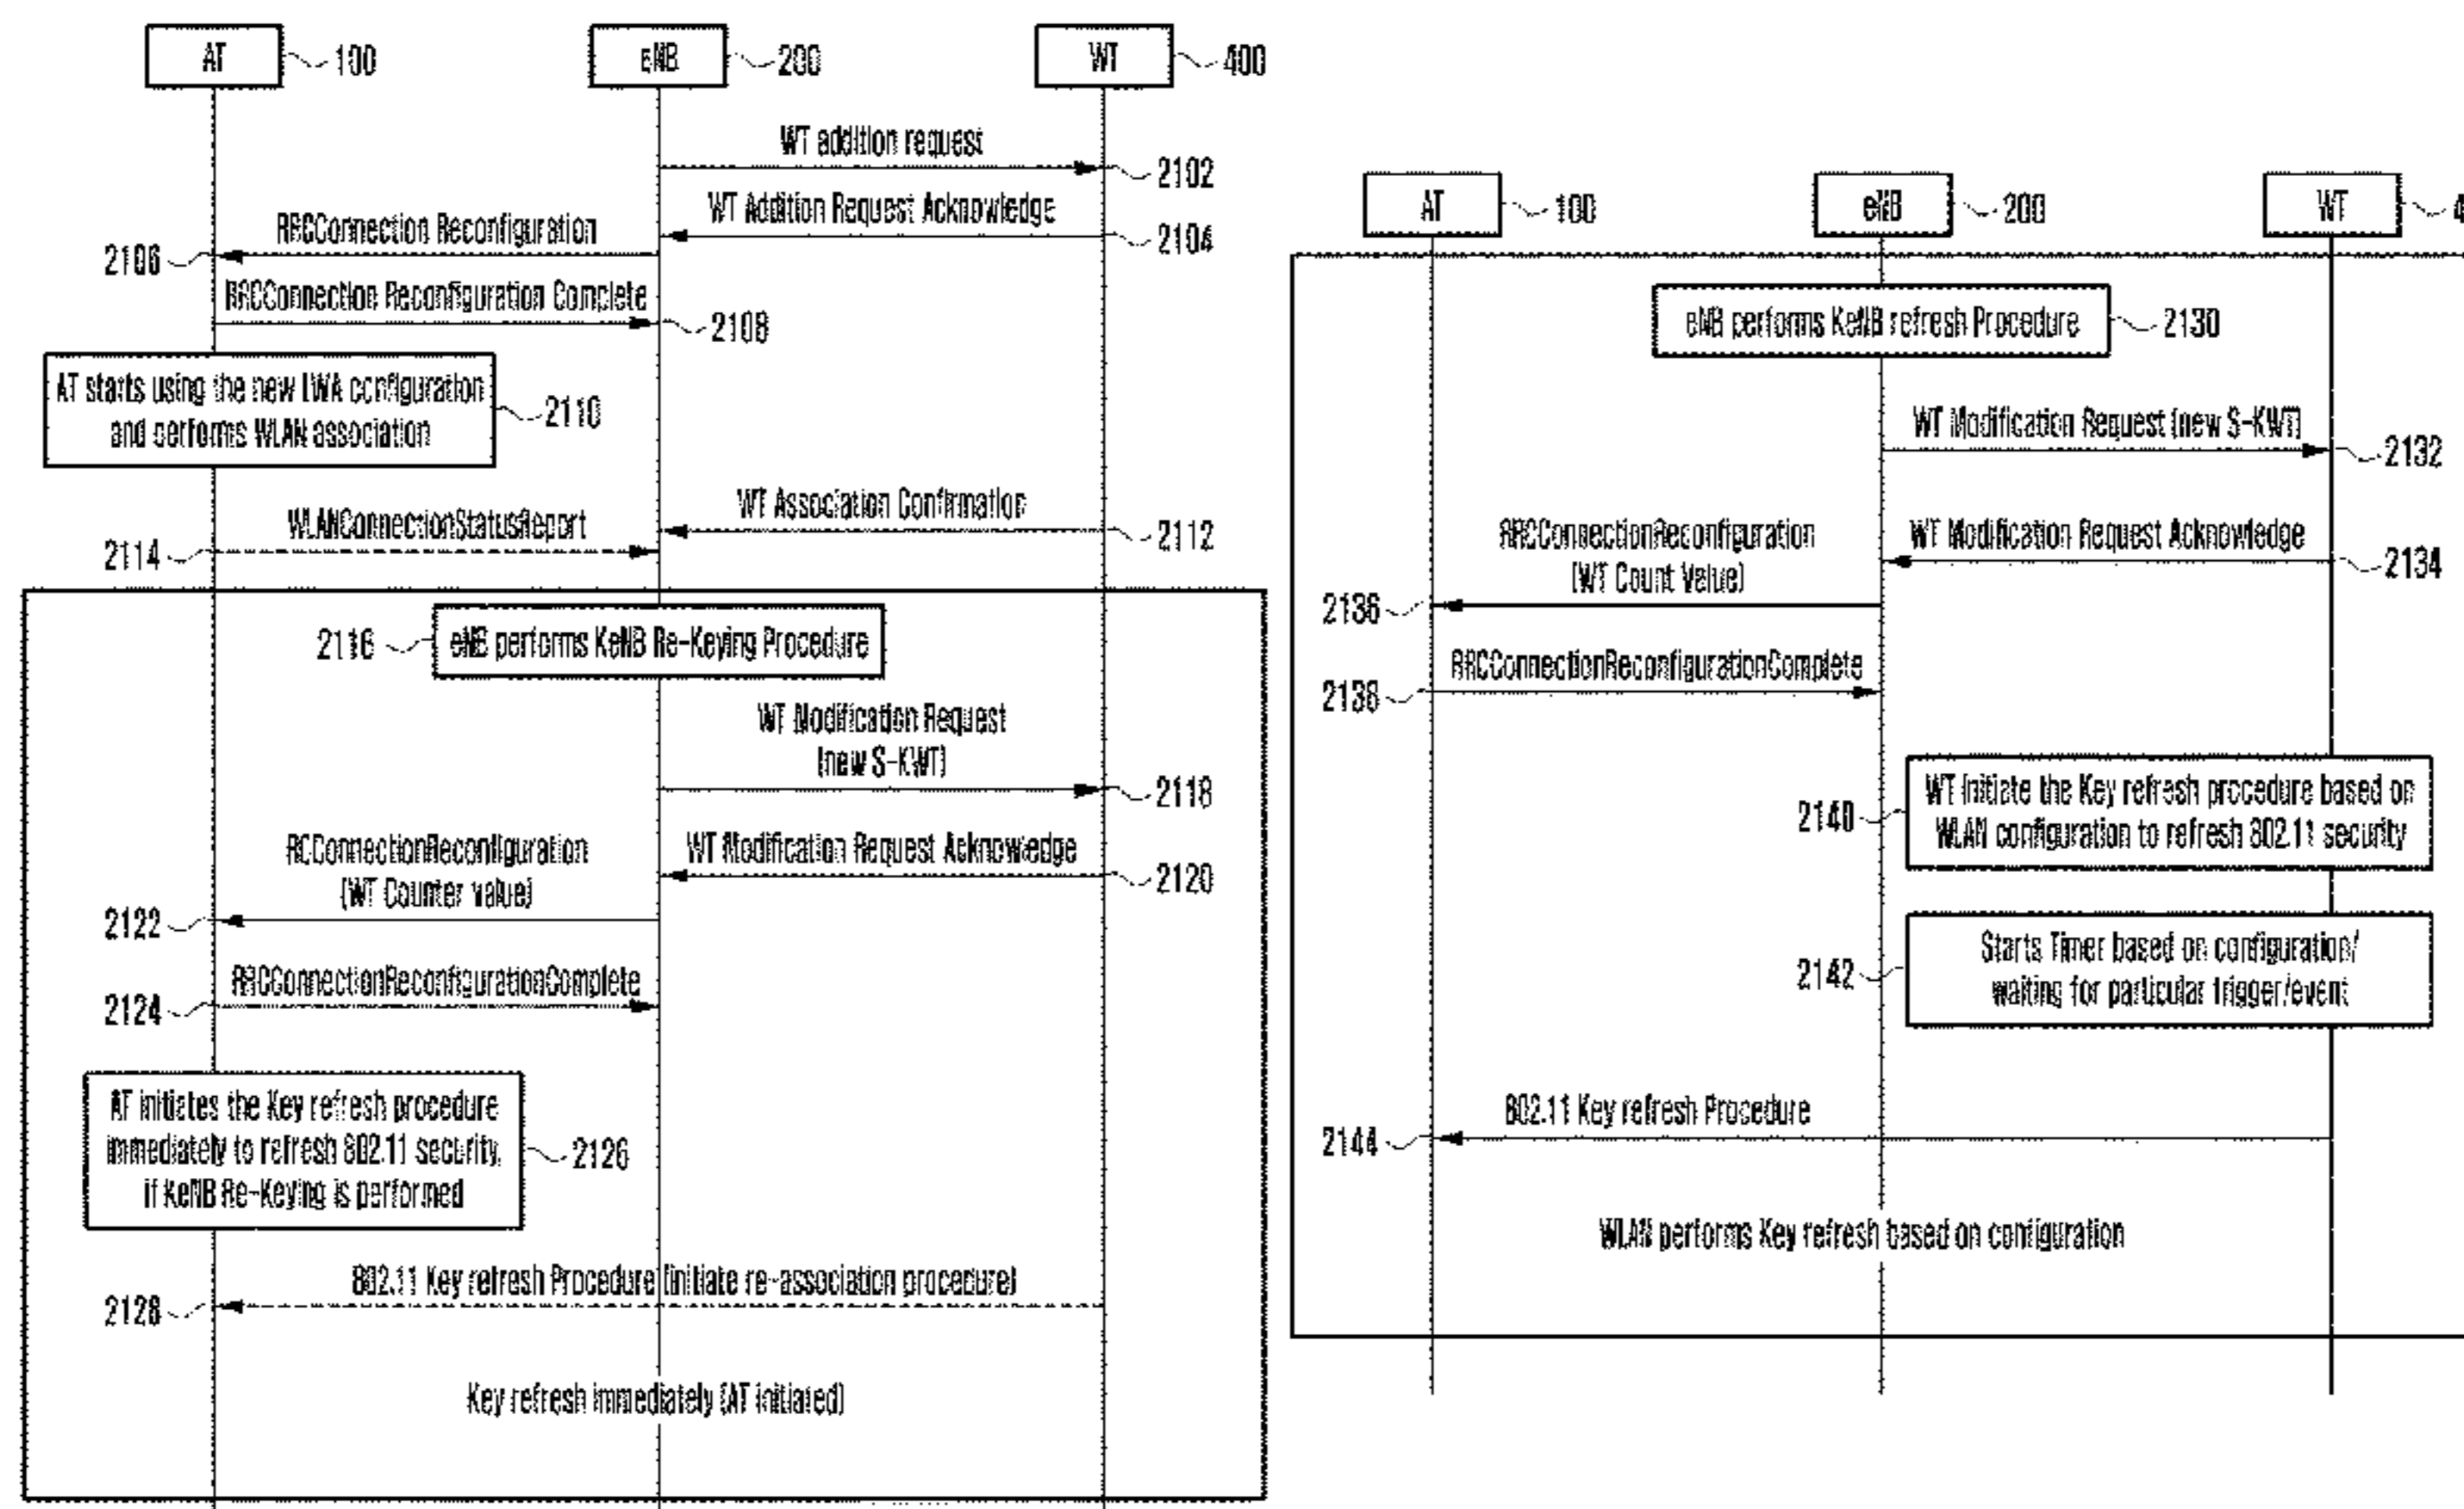 AT
100
eNB
200
WT
400
WT addition request
2102
WT Addition Request Acknowledge
2104
RRCConnection Reconfiguration
2106
RRCConnection Reconfiguration Complete
2108
AT starts using the new LWA configuration
and performs WLAN association
2110
WT Association Confirmation
2112
WLANConnectionStatusReport
2114
2116
eNB performs KeNB Re-Keying Procedure
WT Modification Request
(new S-KWT)
2118
WT Modification Request Acknowledge
2120
RCConnectionReconfiguration
(WT Counter value)
2122
RRCConnectionReconfigurationComplete
2124
AT initiates the Key refresh procedure
immediately to refresh 802.11 security,
if KeNB Re-Keying is performed
2126
802.11 Key refresh Procedure (initiate re-association procedure)
2128
Key refresh immediately (AT initiated)
AT
100
eNB
200
WT
4
eNB performs KeNB refresh Procedure
2130
WT Modification Request (new S-KWT)
2132
WT Modification Request Acknowledge
2134
RRCConnectionReconfiguration
(WT Count Value)
2136
RRCConnectionReconfigurationComplete
2138
WT initiate the Key refresh procedure based on
WLAN configuration to refresh 802.11 security
2140
Starts Timer based on configuration/
waiting for particular trigger/event
2142
802.11 Key refresh Procedure
2144
WLAN performs Key refresh based on configuration